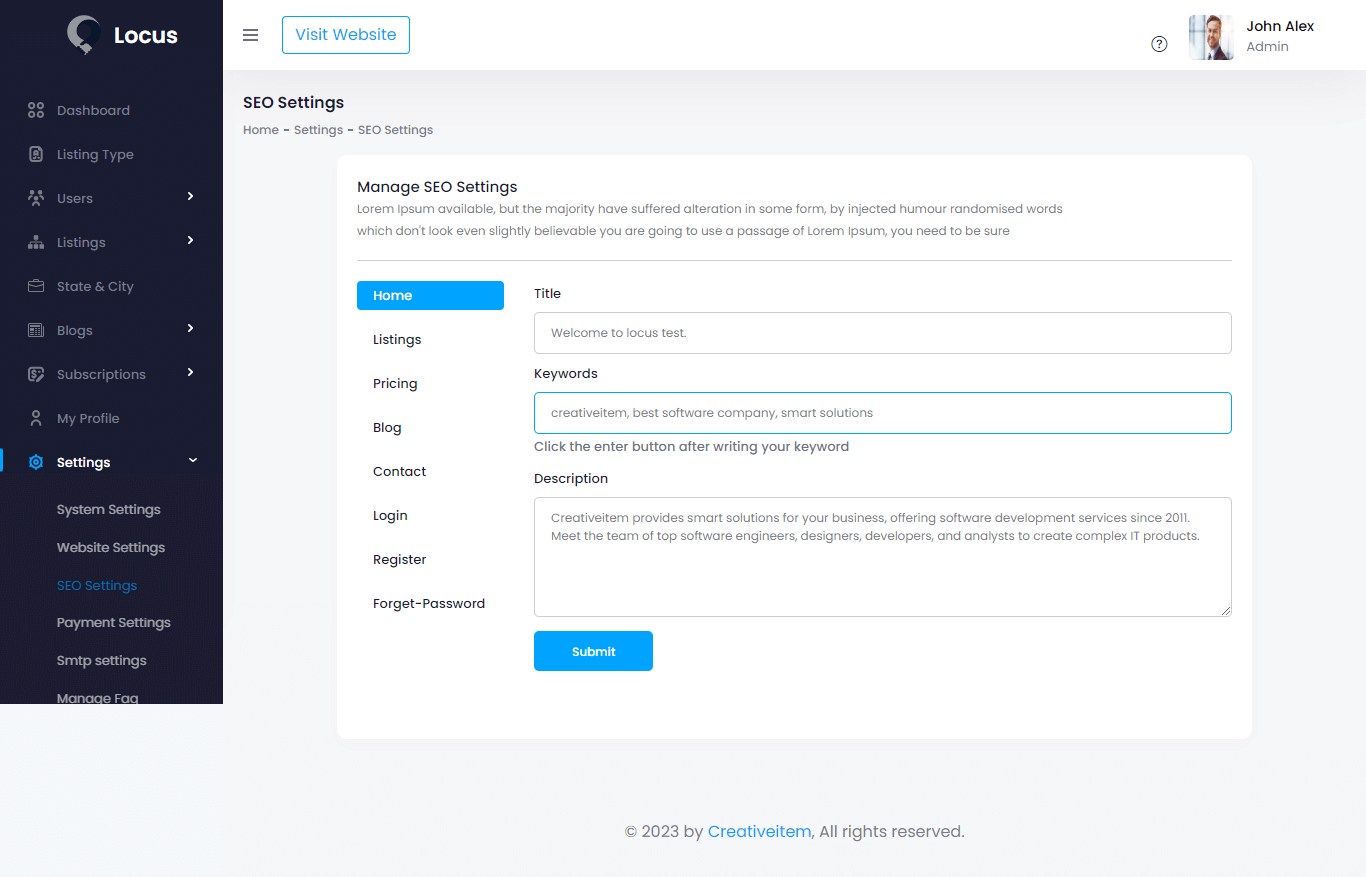 Locus
Visit Website
John Alex
Admin
Dashboard
Listing Type
Users
Listings
State & City
Blogs
Subscriptions
My Profile
Settings
System Settings
Website Settings
SEO Settings
Payment Settings
Smtp settings
Manage Faq
SEO Settings
Home - Settings - SEO Settings
Manage SEO Settings
Lorem Ipsum available, but the majority have suffered alteration in some form, by injected humour randomised words
which don't look even slightly believable you are going to use a passage of Lorem Ipsum, you need to be sure
Home
Listings
Pricing
Blog
Contact
Login
Register
Forget-Password
Title
Welcome to locus test.
Keywords
creativeitem, best software company, smart solutions
Click the enter button after writing your keyword
Description
Creativeitem provides smart solutions for your business, offering software development services since 2011.
Meet the team of top software engineers, designers, developers, and analysts to create complex IT products.
Submit
© 2023 by Creativeitem, All rights reserved.